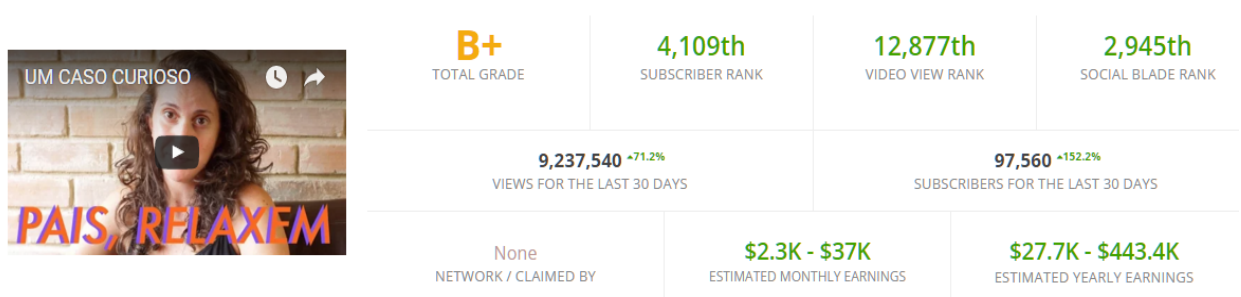 UM CASO CURIOSO
PAIS, RELAXEM
B+
TOTAL GRADE
4,109th
SUBSCRIBER RANK
12,877th
VIDEO VIEW RANK
2,945th
SOCIAL BLADE RANK
9,237,540 71.2%
VIEWS FOR THE LAST 30 DAYS
97,560 152.2%
SUBSCRIBERS FOR THE LAST 30 DAYS
None
NETWORK / CLAIMED BY
$2.3K - $37K
ESTIMATED MONTHLY EARNINGS
$27.7K - $443.4K
ESTIMATED YEARLY EARNINGS